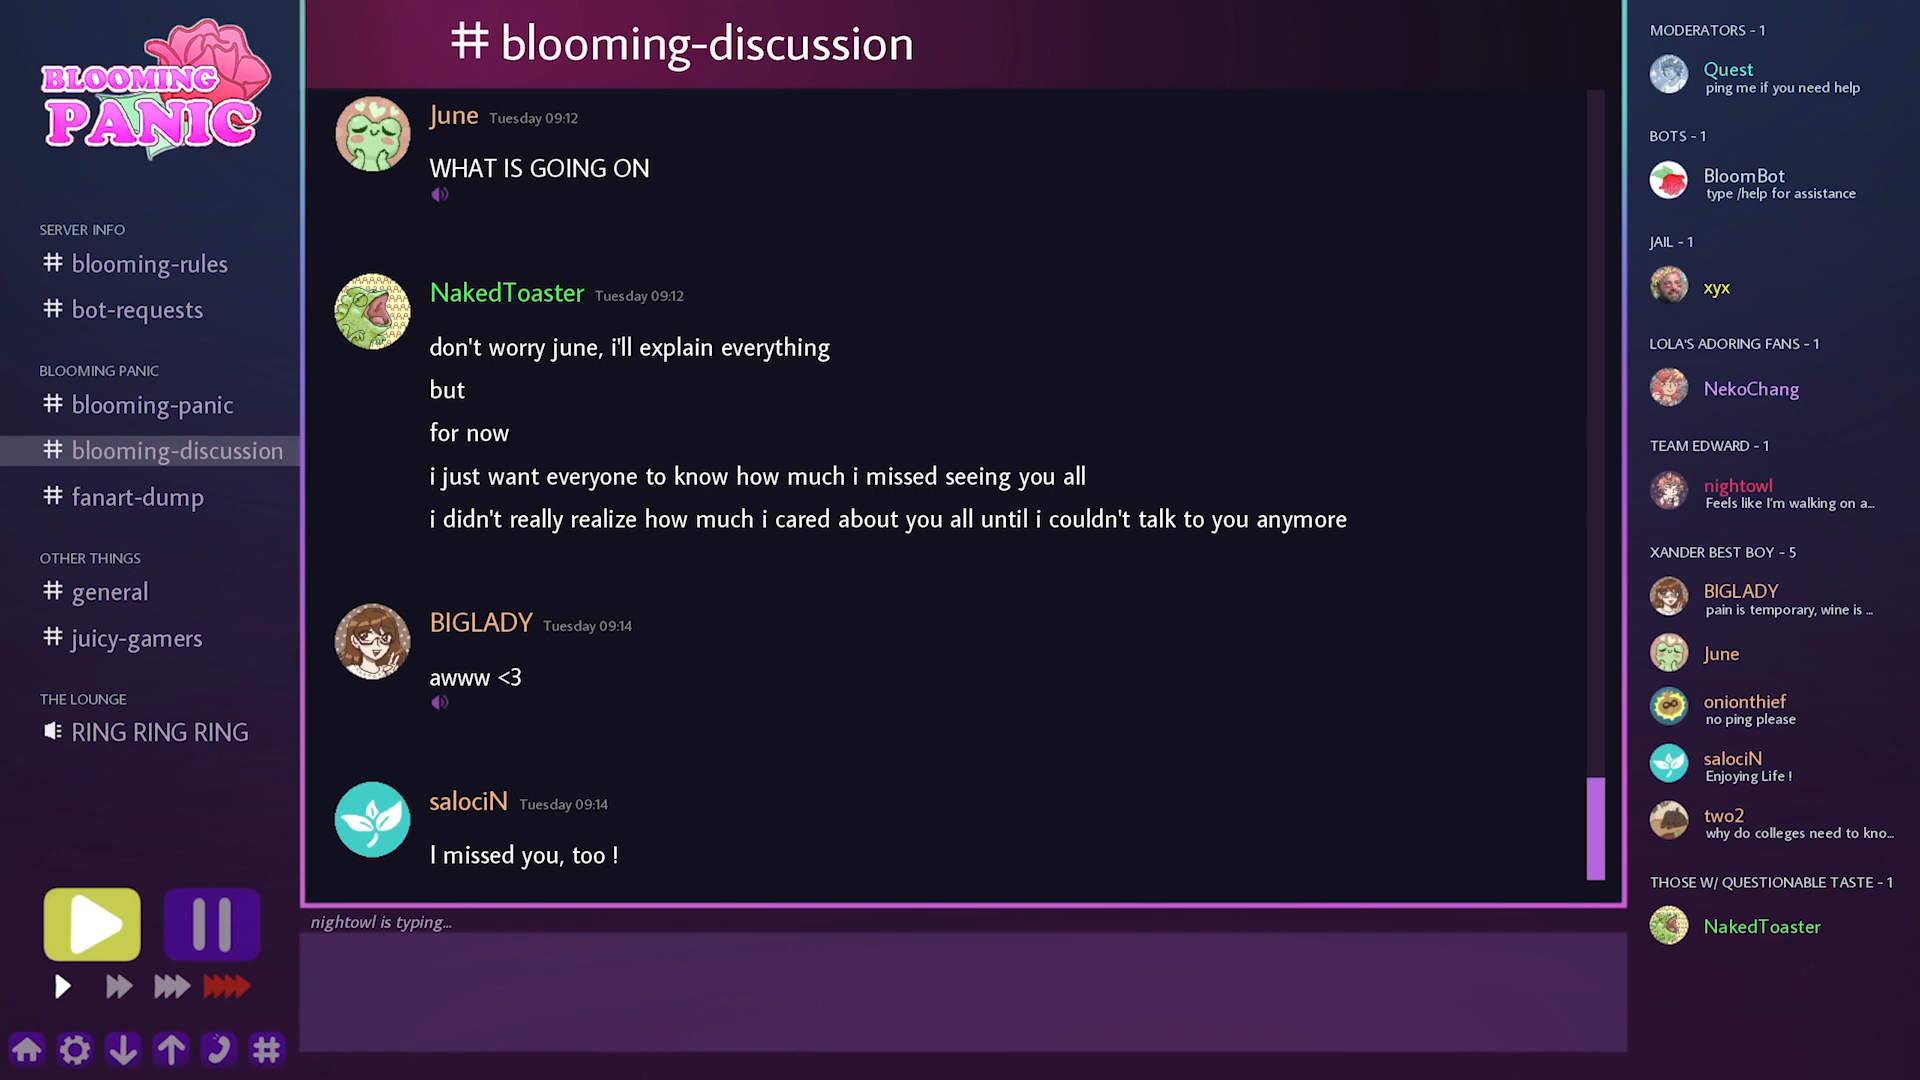 BLOOMING
PANIC
SERVER INFO
# blooming-rules
# bot-requests
BLOOMING PANIC
# blooming-panic
# blooming-discussion
# fanart-dump
OTHER THINGS
# general
# juicy-gamers
THE LOUNGE
RING RING RING
# blooming-discussion
June Tuesday 09:12
WHAT IS GOING ON
NakedToaster Tuesday 09:12
don't worry june, i'll explain everything
but
for now
i just want everyone to know how much i missed seeing you all
i didn't really realize how much i cared about you all until i couldn't talk to you anymore
BIGLADY Tuesday 09:14
awww <3
salociN Tuesday 09:14
I missed you, too !
nightowl is typing...
MODERATORS - 1
Quest
ping me if you need help
BOTS - 1
BloomBot
type /help for assistance
JAIL - 1
xyx
LOLA'S ADORING FANS - 1
NekoChang
TEAM EDWARD - 1
nightowl
Feels like I'm walking on a...
XANDER BEST BOY - 5
BIGLADY
pain is temporary, wine is ...
June
onionthief
no ping please
salociN
Enjoying Life !
two2
why do colleges need to kno...
THOSE W/ QUESTIONABLE TASTE - 1
NakedToaster